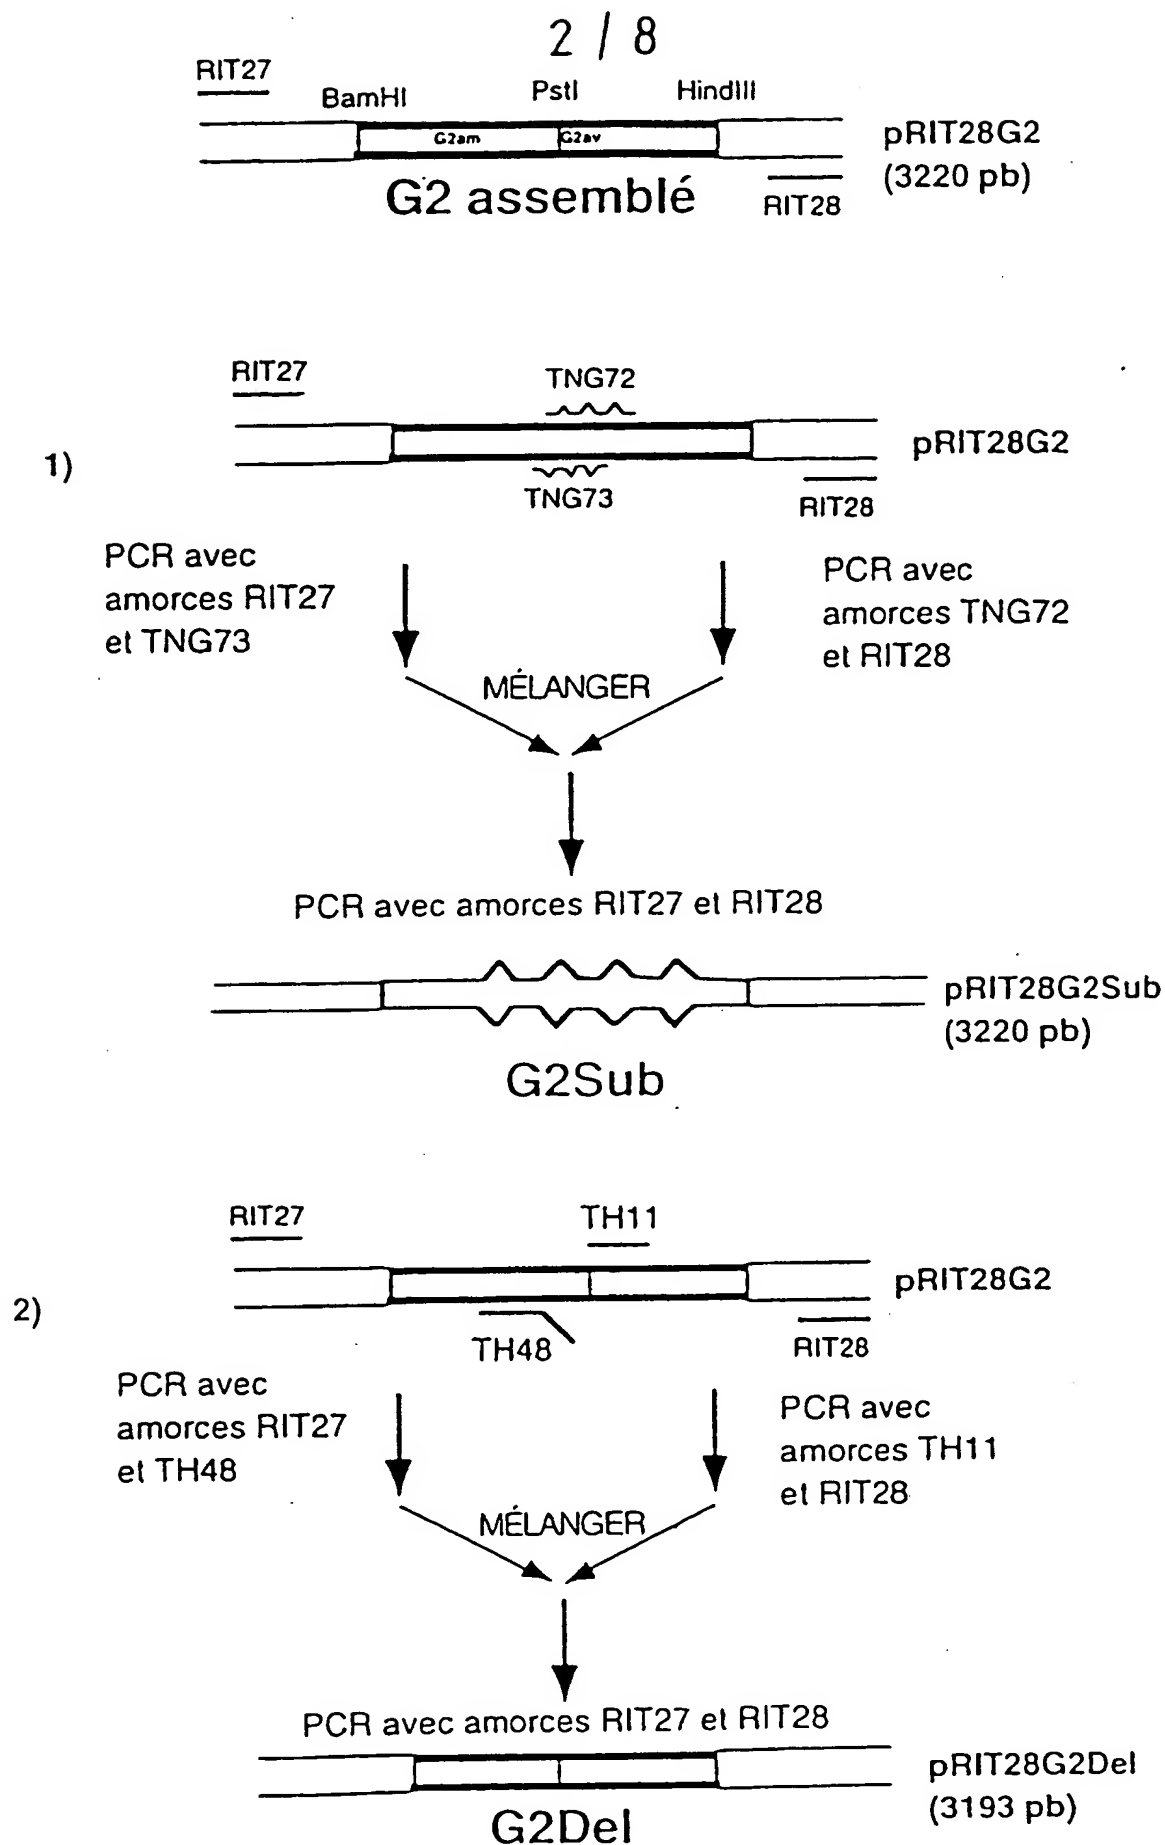 2 / 8
RIT27
BamHI
PstI
HindIII
G2am
G2av
pRIT28G2
(3220 pb)
G2 assemblé
RIT28
1)
RIT27
TNG72
pRIT28G2
TNG73
RIT28
PCR avec
amorces RIT27
et TNG73
PCR avec
amorces TNG72
et RIT28
MÉLANGER
PCR avec amorces RIT27 et RIT28
pRIT28G2Sub
(3220 pb)
G2Sub
2)
RIT27
TH11
pRIT28G2
TH48
RIT28
PCR avec
amorces RIT27
et TH48
PCR avec
amorces TH11
et RIT28
MÉLANGER
PCR avec amorces RIT27 et RIT28
pRIT28G2Del
(3193 pb)
G2Del